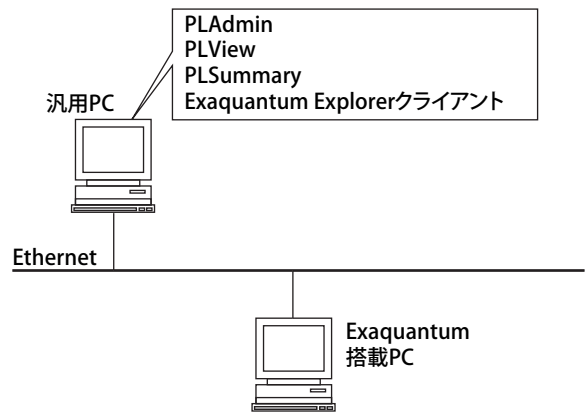 PLAdmin
PLView
PLSummary
Exaquantum Explorerクライアント
汎用PC
Ethernet
Exaquantum
搭載PC